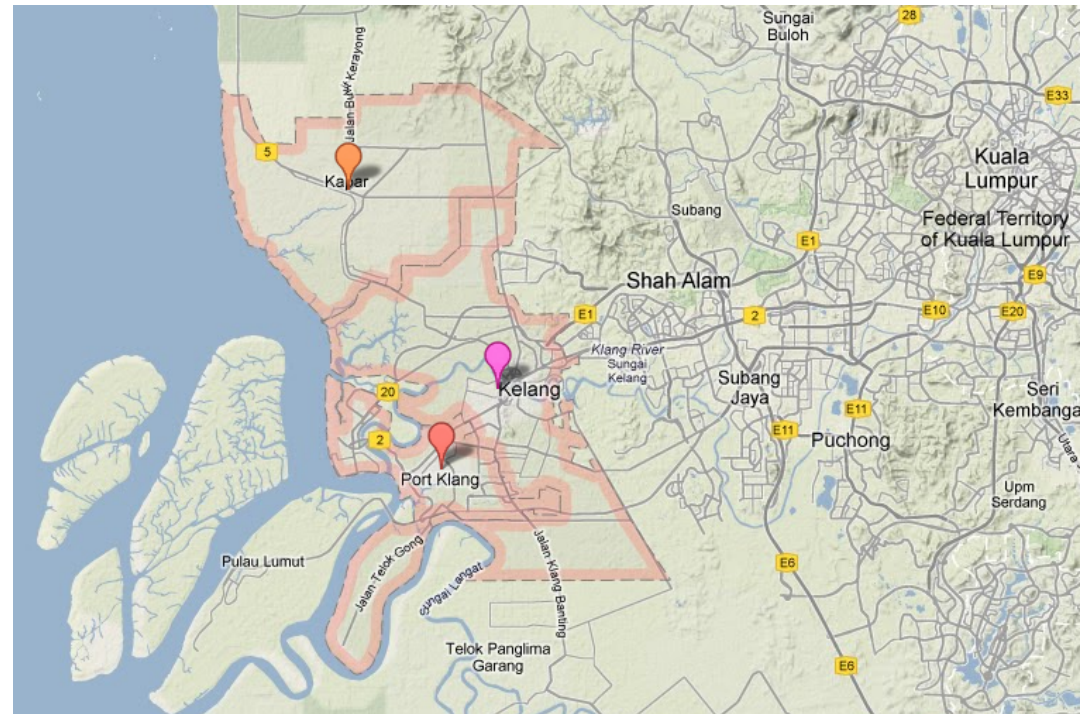 Sungai
Buloh
28
E33
Jalan Bukit Kerayong
5
Kapar
Kuala
Lumpur
Subang
Federal Territory
of Kuala Lumpur
E1
Shah Alam
E9
E1
2
E10
E20
Klang River
Sungai
Kelang
Kelang
20
Subang
Jaya
Seri
Kembanga
E11
2
E11
Puchong
Utara
Port Klang
Upm
Serdang
Pulau Lumut
Jalan Telok Gong
Sungai Langat
Jalan Klang Banting
E6
Telok Panglima
Garang
E6